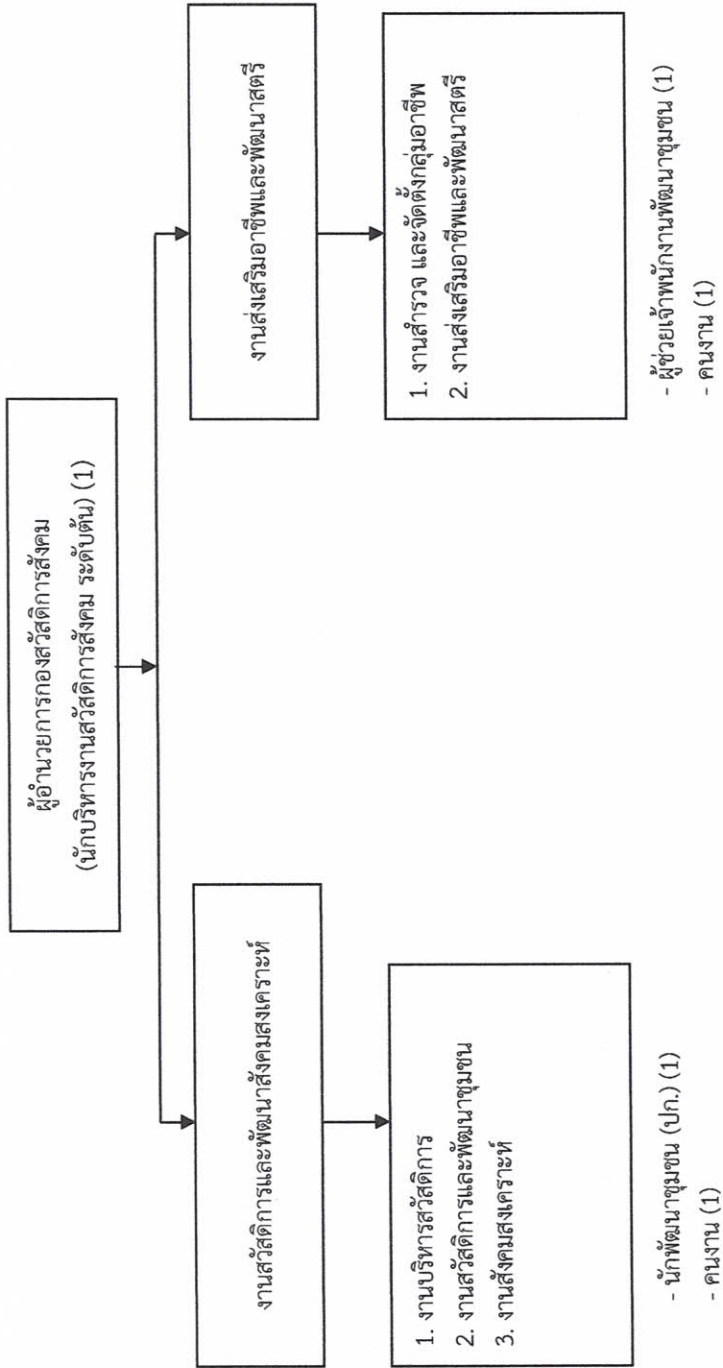 ผู้อำนวยการกองสวัสดิการสังคม
(นักบริหารงานสวัสดิการสังคม ระดับต้น) (1)
งานสวัสดิการและพัฒนาสังคมสงเคราะห์
1. งานบริหารสวัสดิการ
2. งานสวัสดิการและพัฒนาชุมชน
3. งานสังคมสงเคราะห์
- นักพัฒนาชุมชน (ปก.) (1)
- คนงาน (1)
งานส่งเสริมอาชีพและพัฒนาสตรี
1. งานสำรวจ และจัดตั้งกลุ่มอาชีพ
2. งานส่งเสริมอาชีพและพัฒนาสตรี
- ผู้ช่วยเจ้าพนักงานพัฒนาชุมชน (1)
- คนงาน (1)